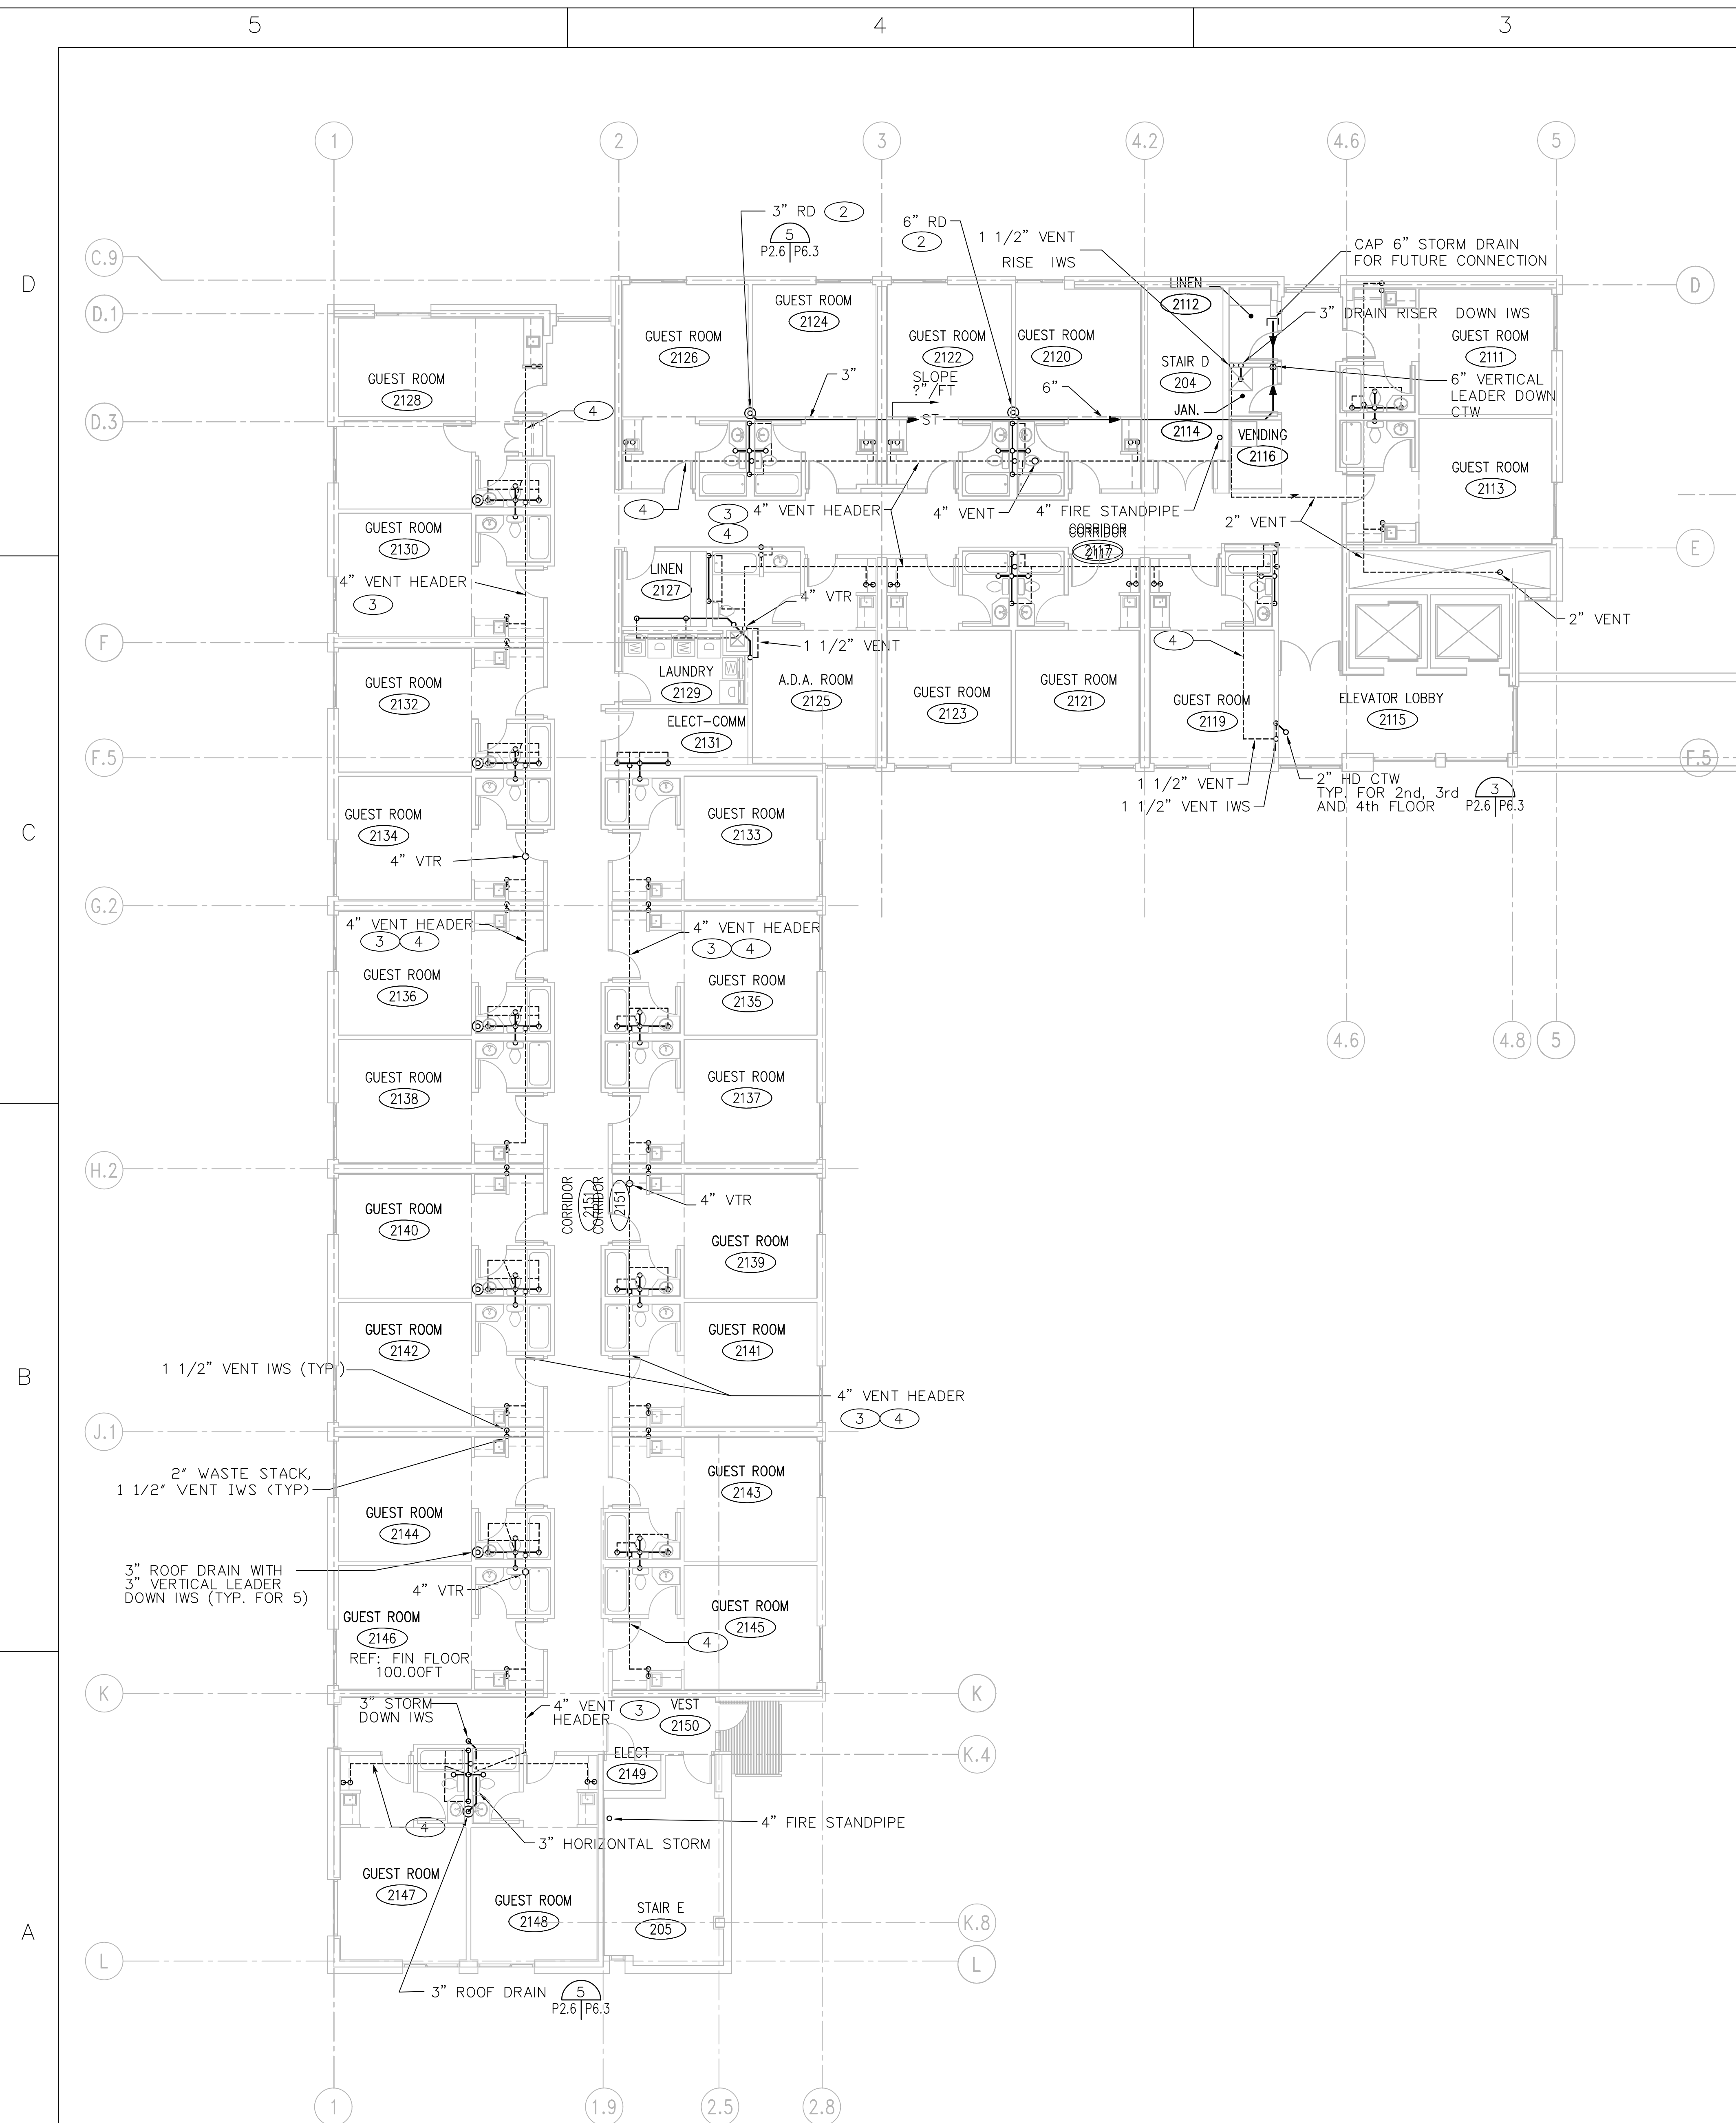 5
4
3
D
C
B
A
1
2
3
4.2
4.6
5
C.9
D.1
D.3
F
F.5
G.2
H.2
J.1
K
L
D
E
F.5
4.6
4.8
5
K
K.4
K.8
L
1
1.9
2.5
2.8
3” RD
2
5
P2.6
P6.3
6” RD
2
1 1/2” VENT
RISE IWS
CAP 6” STORM DRAIN
FOR FUTURE CONNECTION
3” DRAIN RISER DOWN IWS
LINEN
2112
GUEST ROOM
2124
GUEST ROOM
2126
GUEST ROOM
2122
GUEST ROOM
2120
GUEST ROOM
2111
STAIR D
204
GUEST ROOM
2128
4
3”
SLOPE
?”/FT
ST
6”
6” VERTICAL
LEADER DOWN
CTW
JAN.
2114
VENDING
2116
GUEST ROOM
2113
4
3
4
4” VENT HEADER
4” VENT
4” FIRE STANDPIPE
2” VENT
CORRIDOR
CORRIDOR
2117
GUEST ROOM
2130
4” VENT HEADER
3
LINEN
2127
4” VTR
1 1/2” VENT
2” VENT
4
GUEST ROOM
2132
LAUNDRY
2129
W
W
W
D
D
D
A.D.A. ROOM
2125
GUEST ROOM
2123
GUEST ROOM
2121
GUEST ROOM
2119
ELEVATOR LOBBY
2115
ELECT-COMM
2131
1 1/2” VENT
1 1/2” VENT IWS
2” HD CTW
TYP. FOR 2nd, 3rd
AND 4th FLOOR
3
P2.6
P6.3
GUEST ROOM
2134
GUEST ROOM
2133
4” VTR
4” VENT HEADER
3
4
4” VENT HEADER
3
4
GUEST ROOM
2136
GUEST ROOM
2135
GUEST ROOM
2138
GUEST ROOM
2137
CORRIDOR
2151
CORRIDOR
2151
4” VTR
GUEST ROOM
2140
GUEST ROOM
2139
GUEST ROOM
2142
GUEST ROOM
2141
1 1/2” VENT IWS (TYP.)
4” VENT HEADER
3
4
2” WASTE STACK,
1 1/2” VENT IWS (TYP)
GUEST ROOM
2143
GUEST ROOM
2144
3” ROOF DRAIN WITH
3” VERTICAL LEADER
DOWN IWS (TYP. FOR 5)
4” VTR
GUEST ROOM
2146
GUEST ROOM
2145
REF: FIN FLOOR
100.00FT
4
3” STORM
DOWN IWS
4” VENT
HEADER
3
VEST
2150
ELECT
2149
4
4” FIRE STANDPIPE
3” HORIZONTAL STORM
GUEST ROOM
2147
GUEST ROOM
2148
STAIR E
205
3” ROOF DRAIN
5
P2.6
P6.3